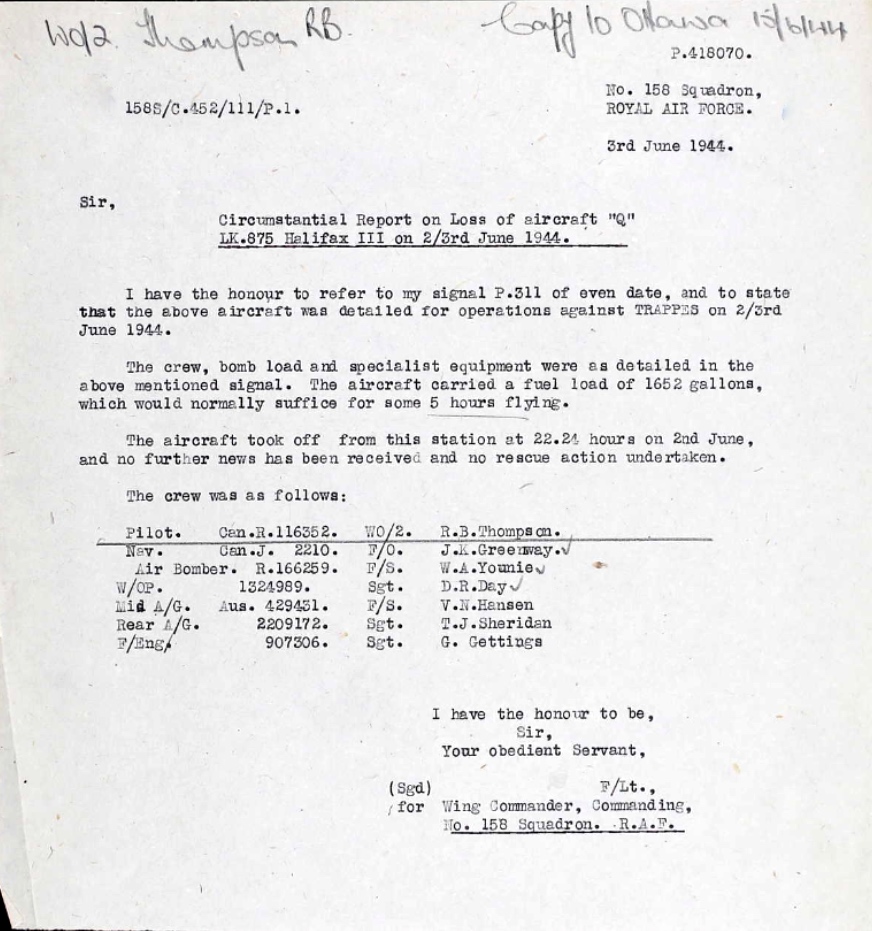 WO/2. Thompson RB.
Copy to Ottawa 15/6/44
P.418070.
No. 158 Squadron,
158S/C.452/111/P.1.
ROYAL AIR FORCE.
3rd June 1944.
Sir,
Circumstantial Report on Loss of aircraft "Q"
LK.875 Halifax III on 2/3rd June 1944.
I have the honour to refer to my signal P.311 of even date, and to state
that the above aircraft was detailed for operations against TRAPPES on 2/3rd
June 1944.
The crew, bomb load and specialist equipment were as detailed in the
above mentioned signal. The aircraft carried a fuel load of 1652 gallons,
which would normally suffice for some 5 hours flying.
The aircraft took off from this station at 22.24 hours on 2nd June,
and no further news has been received and no rescue action undertaken.
The crew was as follows:
Pilot. Can.R.116352. WO/2. R.B.Thompson.
Nav. Can.J. 2210. F/O. J.K.Greenway.
Air Bomber. R.166259. F/S. W.A.Younie
W/OP. 1324989. Sgt. D.R.Day
Mid A/G. Aus. 429431. F/S. V.N.Hansen
Rear A/G. 2209172. Sgt. T.J.Sheridan
F/Eng. 907306. Sgt. G. Gettings
I have the honour to be,
Sir,
Your obedient Servant,
(Sgd) F/Lt.,
for Wing Commander, Commanding,
No. 158 Squadron. R.A.F.